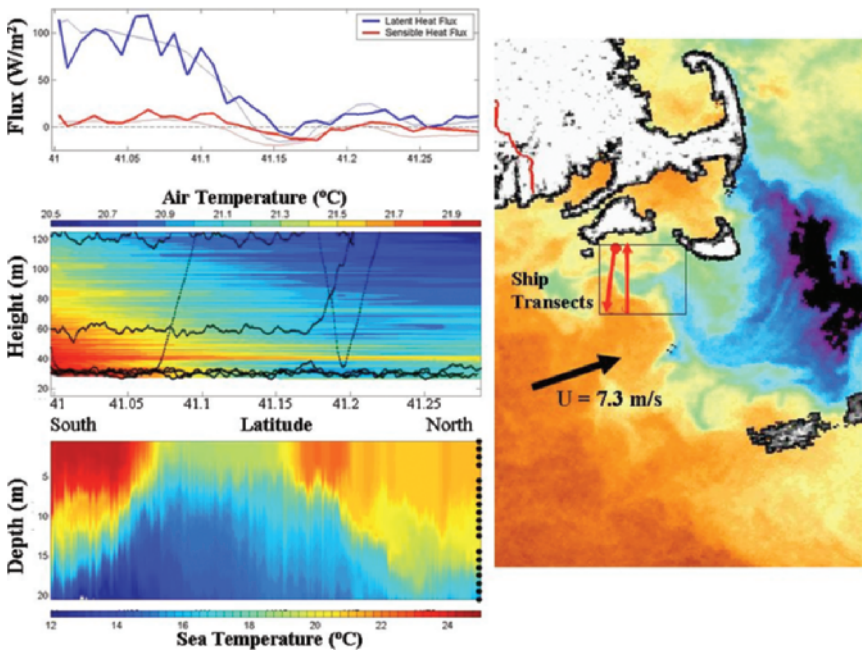 Flux (W/m²)
100
50
0
Latent Heat Flux
Sensible Heat Flux
41 41.05 41.1 41.15 41.2 41.25
Air Temperature (ºC)
20.5 20.7 20.9 21.1 21.3 21.5 21.7 21.9
Height (m)
120
100
80
60
40
20
41 41.05 41.1 41.15 41.2 41.25
South Latitude North
Depth (m)
5
10
15
20
12 14 16 18 20 22 24
Sea Temperature (ºC)
Ship
Transects
U = 7.3 m/s